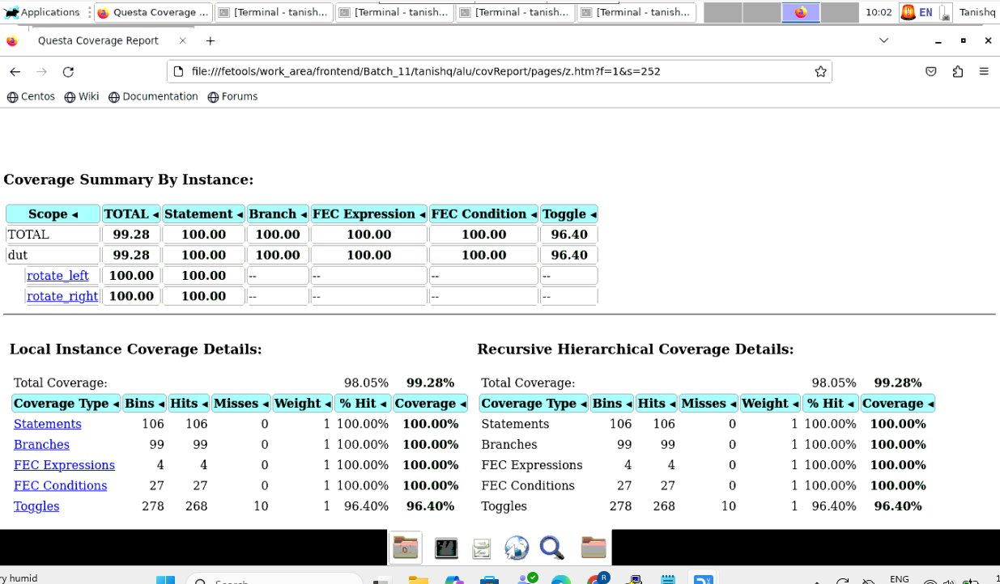 Applications Questa Coverage ... [Terminal - tanish... [Terminal - tanish... [Terminal - tanish... [Terminal - tanish... 10:02 EN Tanishq
Questa Coverage Report × +
file:///fetools/work_area/frontend/Batch_11/tanishq/alu/covReport/pages/z.htm?f=1&s=252
Centos Wiki Documentation Forums
Coverage Summary By Instance:
Scope ◂ TOTAL ◂ Statement ◂ Branch ◂ FEC Expression ◂ FEC Condition ◂ Toggle ◂
TOTAL 99.28 100.00 100.00 100.00 100.00 96.40
dut 99.28 100.00 100.00 100.00 100.00 96.40
rotate_left 100.00 100.00 -- -- -- --
rotate_right 100.00 100.00 -- -- -- --
Local Instance Coverage Details:
Total Coverage: 98.05% 99.28%
Coverage Type ◂ Bins ◂ Hits ◂ Misses ◂ Weight ◂ % Hit ◂ Coverage ◂
Statements 106 106 0 1 100.00% 100.00%
Branches 99 99 0 1 100.00% 100.00%
FEC Expressions 4 4 0 1 100.00% 100.00%
FEC Conditions 27 27 0 1 100.00% 100.00%
Toggles 278 268 10 1 96.40% 96.40%
Recursive Hierarchical Coverage Details:
Total Coverage: 98.05% 99.28%
Coverage Type ◂ Bins ◂ Hits ◂ Misses ◂ Weight ◂ % Hit ◂ Coverage ◂
Statements 106 106 0 1 100.00% 100.00%
Branches 99 99 0 1 100.00% 100.00%
FEC Expressions 4 4 0 1 100.00% 100.00%
FEC Conditions 27 27 0 1 100.00% 100.00%
Toggles 278 268 10 1 96.40% 96.40%
humid Search R ENG